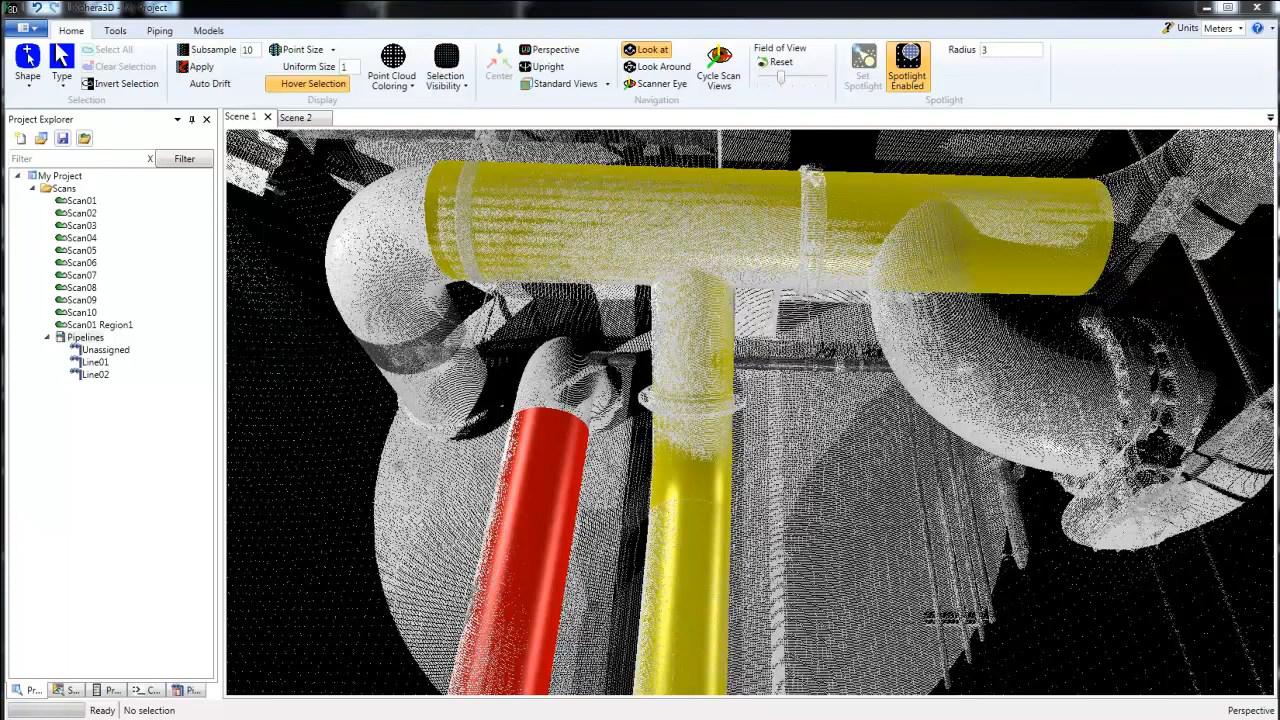 Kohera3D - My Project
Home Tools Piping Models
Units Meters
Shape
Type
Select All
Clear Selection
Invert Selection
Selection
Subsample 10
Apply
Auto Drift
Point Size
Uniform Size 1
Hover Selection
Display
Point Cloud Coloring
Selection Visibility
Center
Perspective
Upright
Standard Views
Look at
Look Around
Scanner Eye
Cycle Scan Views
Navigation
Field of View
Reset
Set Spotlight
Spotlight Enabled
Radius 3
Spotlight
Project Explorer
Scene 1 X Scene 2
Filter X Filter
My Project
Scans
Scan01
Scan02
Scan03
Scan04
Scan05
Scan06
Scan07
Scan08
Scan09
Scan10
Scan01 Region1
Pipelines
Unassigned
Line01
Line02
Pr... S... Pr... C... Pi...
Ready No selection
Perspective